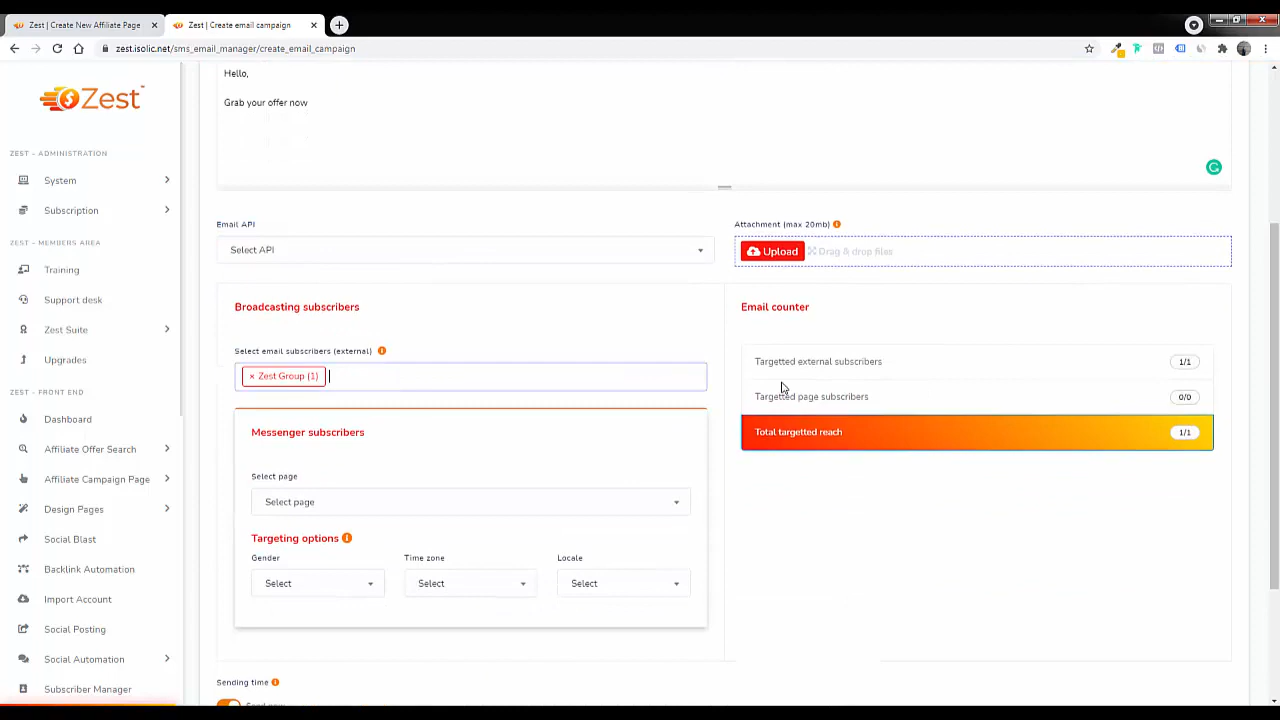 Zest | Create New Affiliate Page
Zest | Create email campaign
zest.isolic.net/sms_email_manager/create_email_campaign
Zest
ZEST - ADMINISTRATION
System
Subscription
ZEST - MEMBERS AREA
Training
Support desk
Zest Suite
Upgrades
ZEST - FRONT END
Dashboard
Affiliate Offer Search
Affiliate Campaign Page
Design Pages
Social Blast
Backlink Automation
Import Account
Social Posting
Social Automation
Subscriber Manager
Hello,
Grab your offer now
Email API
Select API
Attachment (max 20mb)
Upload Drag & drop files
Broadcasting subscribers
Select email subscribers (external)
× Zest Group (1)
Messenger subscribers
Select page
Select page
Targeting options
Gender Time zone Locale
Select Select Select
Email counter
Targetted external subscribers 1/1
Targetted page subscribers 0/0
Total targetted reach 1/1
Sending time
Send now